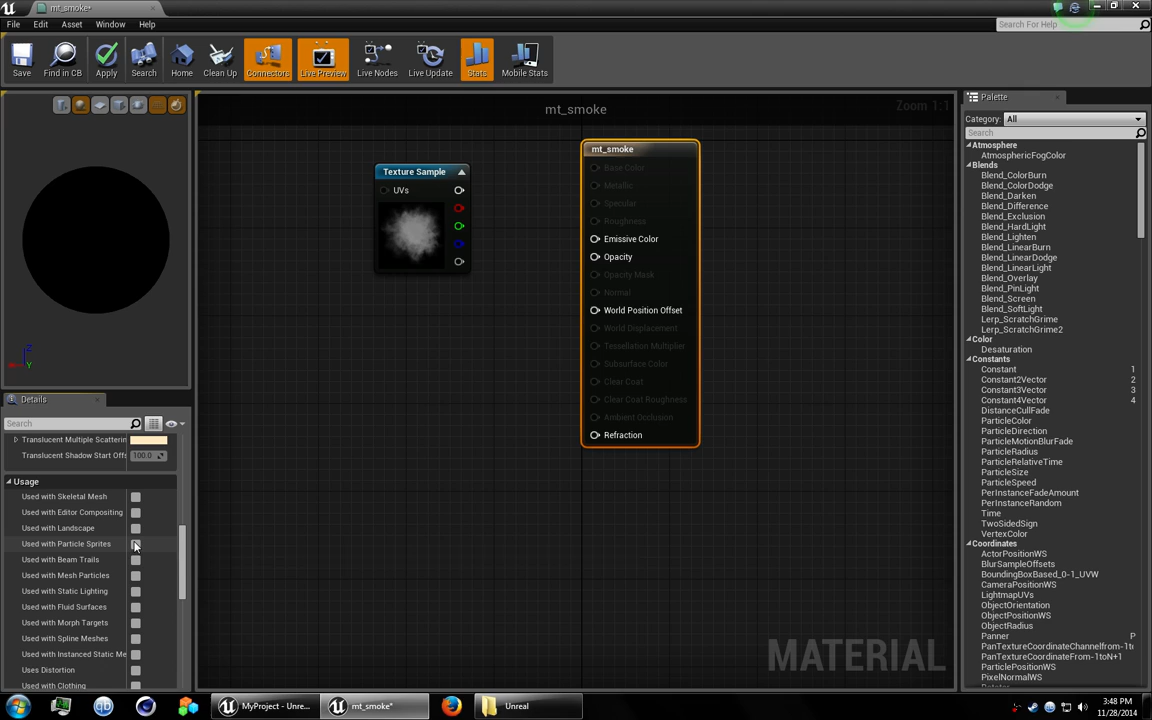 mt_smoke*
File Edit Asset Window Help
Search For Help
Save Find in CB Apply Search Home Clean Up Connectors Live Preview Live Nodes Live Update Stats Mobile Stats
mt_smoke
Zoom 1:1
Palette
Category: All
Search
Atmosphere
AtmosphericFogColor
Blends
Blend_ColorBurn
Blend_ColorDodge
Blend_Darken
Blend_Difference
Blend_Exclusion
Blend_HardLight
Blend_Lighten
Blend_LinearBurn
Blend_LinearDodge
Blend_LinearLight
Blend_Overlay
Blend_PinLight
Blend_Screen
Blend_SoftLight
Lerp_ScratchGrime
Lerp_ScratchGrime2
Color
Desaturation
Constants
Constant 1
Constant2Vector 2
Constant3Vector 3
Constant4Vector 4
DistanceCullFade
ParticleColor
ParticleDirection
ParticleMotionBlurFade
ParticleRadius
ParticleRelativeTime
ParticleSize
ParticleSpeed
PerInstanceFadeAmount
PerInstanceRandom
Time
TwoSidedSign
VertexColor
Coordinates
ActorPositionWS
BlurSampleOffsets
BoundingBoxBased_0-1_UVW
CameraPositionWS
LightmapUVs
ObjectOrientation
ObjectPositionWS
ObjectRadius
Panner P
PanTextureCoordinateChannelfrom-1to
PanTextureCoordinateFrom-1toN+1
ParticlePositionWS
PixelNormalWS
Texture Sample
UVs
mt_smoke
Base Color
Metallic
Specular
Roughness
Emissive Color
Opacity
Opacity Mask
Normal
World Position Offset
World Displacement
Tessellation Multiplier
Subsurface Color
Clear Coat
Clear Coat Roughness
Ambient Occlusion
Refraction
MATERIAL
Z
X
Y
Details
Search
Translucent Multiple Scatterin
Translucent Shadow Start Offs 100.0
Usage
Used with Skeletal Mesh
Used with Editor Compositing
Used with Landscape
Used with Particle Sprites
Used with Beam Trails
Used with Mesh Particles
Used with Static Lighting
Used with Fluid Surfaces
Used with Morph Targets
Used with Spline Meshes
Used with Instanced Static Me
Uses Distortion
Used with Clothing
MyProject - Unre... mt_smoke* Unreal
3:48 PM
11/28/2014